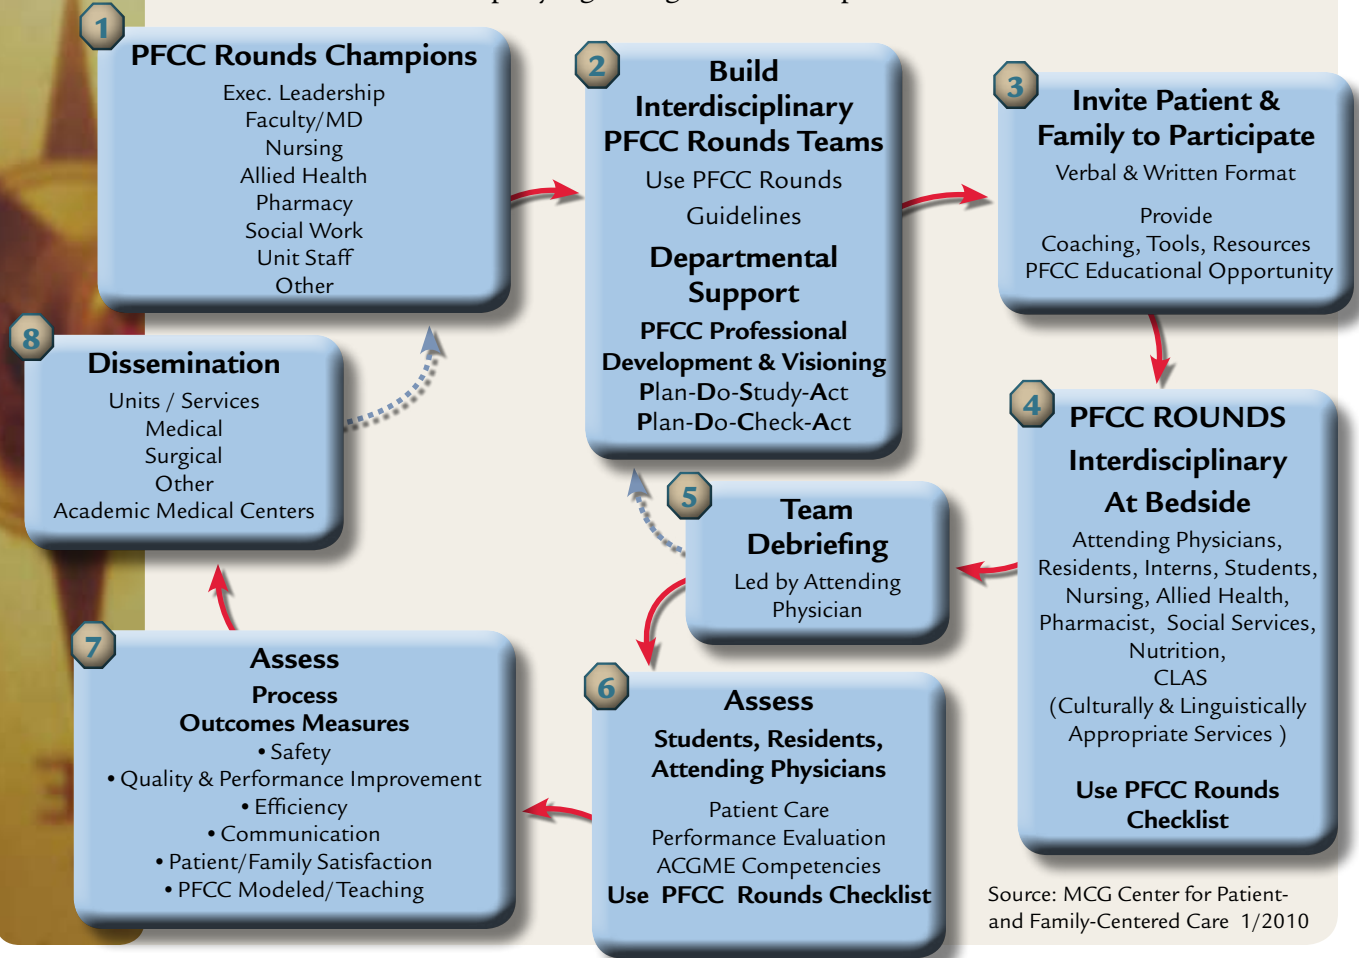 1
PFCC Rounds Champions
Exec. Leadership
Faculty/MD
Nursing
Allied Health
Pharmacy
Social Work
Unit Staff
Other
2
Build
Interdisciplinary
PFCC Rounds Teams
Use PFCC Rounds
Guidelines
Departmental
Support
PFCC Professional
Development & Visioning
Plan-Do-Study-Act
Plan-Do-Check-Act
3
Invite Patient &
Family to Participate
Verbal & Written Format
Provide
Coaching, Tools, Resources
PFCC Educational Opportunity
4
PFCC ROUNDS
Interdisciplinary
At Bedside
Attending Physicians,
Residents, Interns, Students,
Nursing, Allied Health,
Pharmacist, Social Services,
Nutrition,
CLAS
(Culturally & Linguistically
Appropriate Services )
Use PFCC Rounds
Checklist
5
Team
Debriefing
Led by Attending
Physician
6
Assess
Students, Residents,
Attending Physicians
Patient Care
Performance Evaluation
ACGME Competencies
Use PFCC Rounds Checklist
7
Assess
Process
Outcomes Measures
• Safety
• Quality & Performance Improvement
• Efficiency
• Communication
• Patient/Family Satisfaction
• PFCC Modeled/Teaching
8
Dissemination
Units / Services
Medical
Surgical
Other
Academic Medical Centers
Source: MCG Center for Patient-
and Family-Centered Care 1/2010